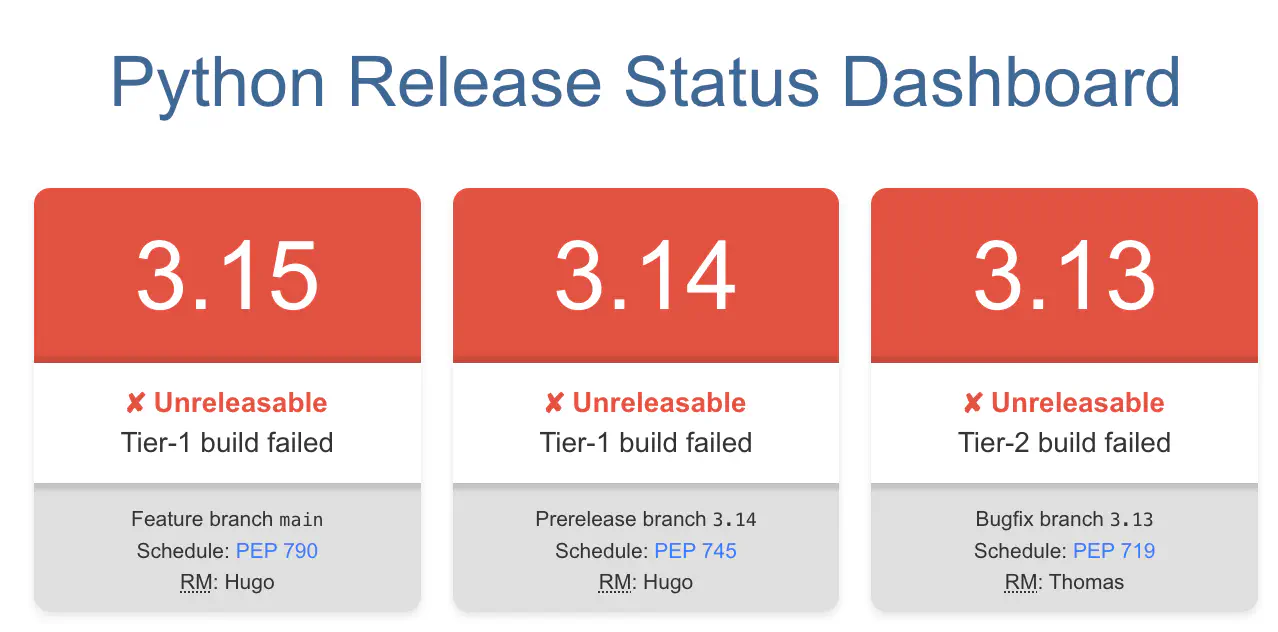 Python Release Status Dashboard
3.15
✘ Unreleasable
Tier-1 build failed
Feature branch main
Schedule: PEP 790
RM: Hugo
3.14
✘ Unreleasable
Tier-1 build failed
Prerelease branch 3.14
Schedule: PEP 745
RM: Hugo
3.13
✘ Unreleasable
Tier-2 build failed
Bugfix branch 3.13
Schedule: PEP 719
RM: Thomas